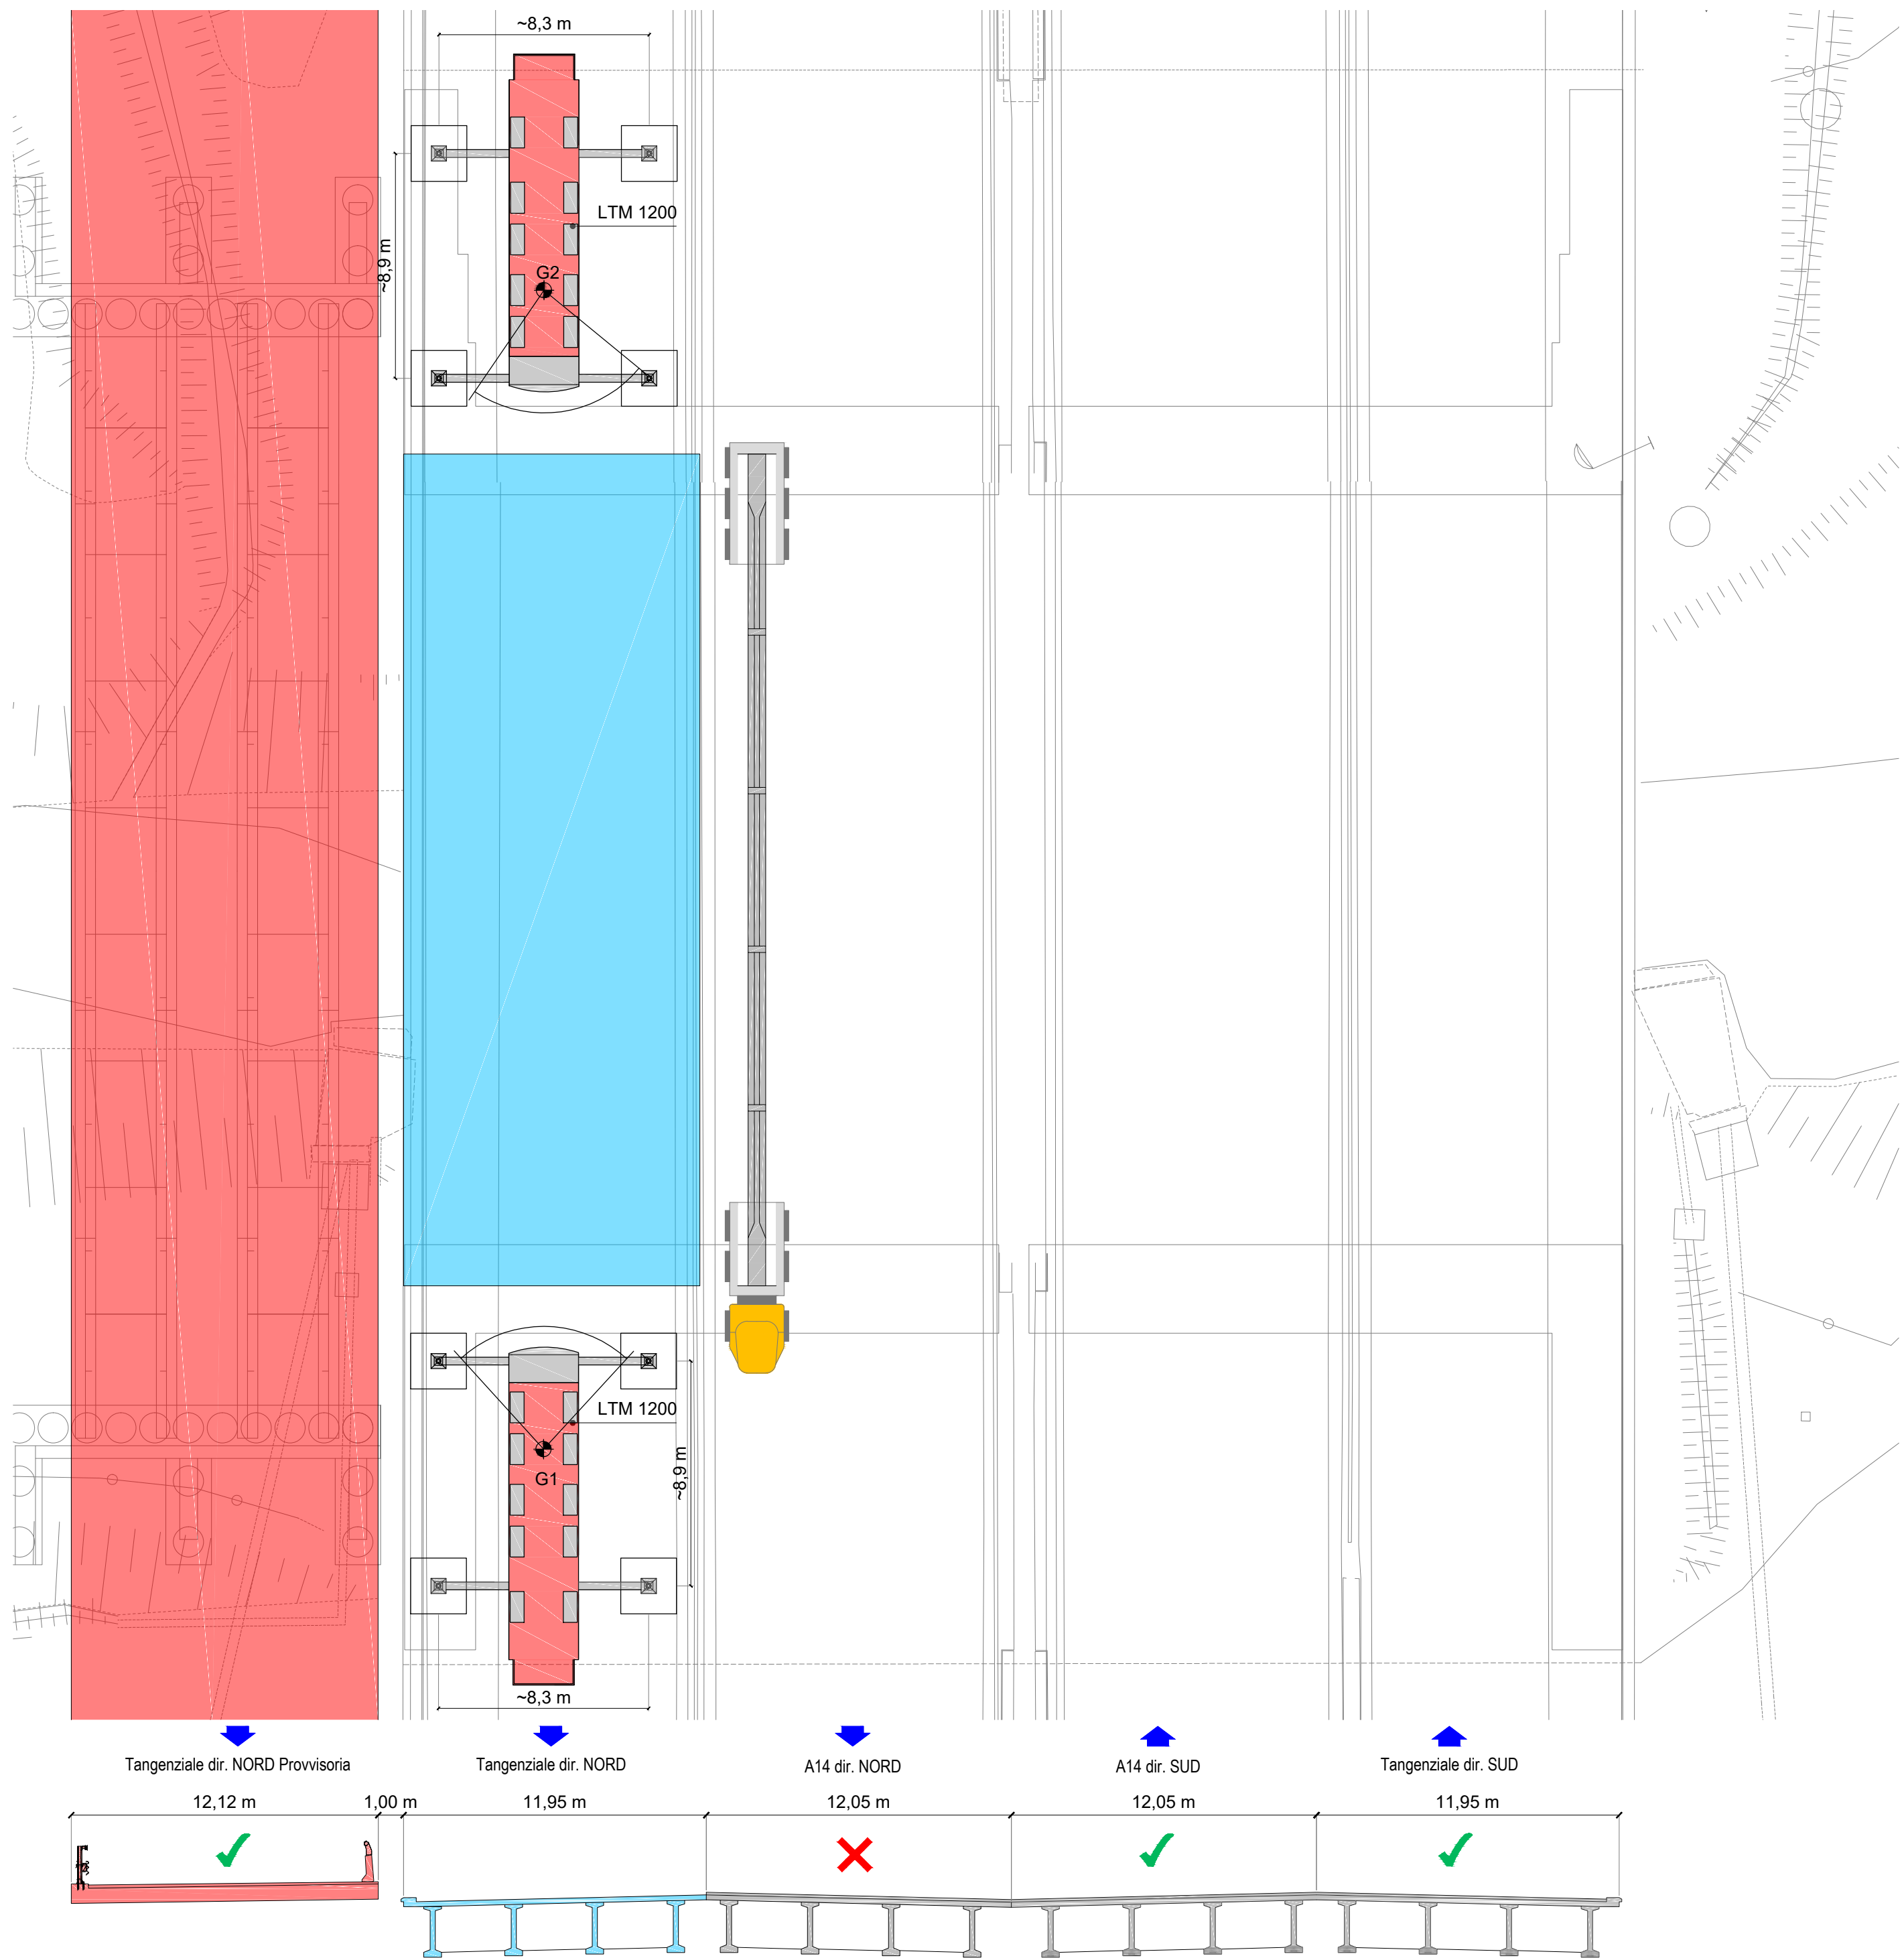 ~8,3 m
LTM 1200
~8,9 m
G2
LTM 1200
G1
~8,9 m
~8,3 m
Tangenziale dir. NORD Provvisoria
Tangenziale dir. NORD
A14 dir. NORD
A14 dir. SUD
Tangenziale dir. SUD
12,12 m
1,00 m
11,95 m
12,05 m
12,05 m
11,95 m